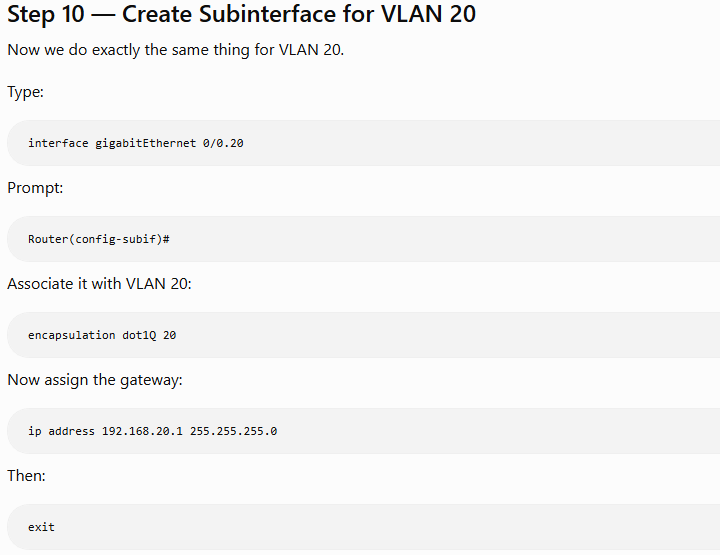 Step 10 — Create Subinterface for VLAN 20
Now we do exactly the same thing for VLAN 20.
Type:
interface gigabitEthernet 0/0.20
Prompt:
Router(config-subif)#
Associate it with VLAN 20:
encapsulation dot1Q 20
Now assign the gateway:
ip address 192.168.20.1 255.255.255.0
Then:
exit